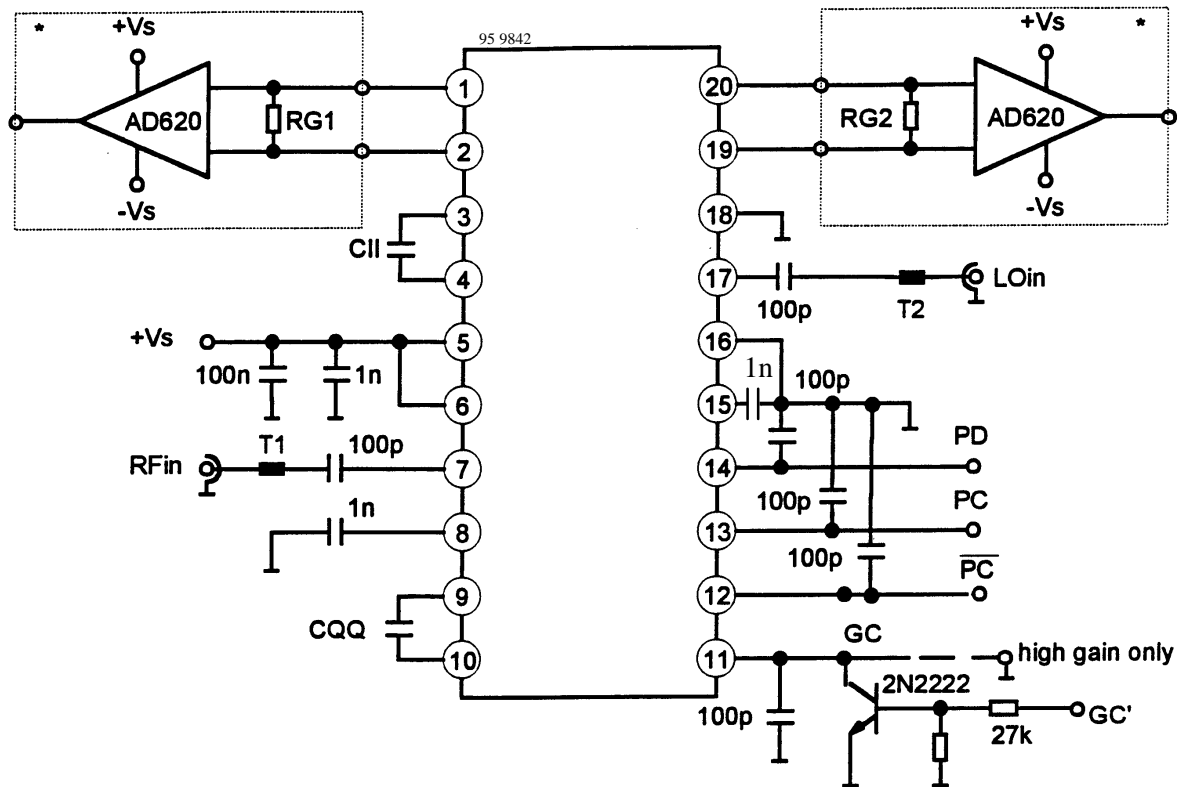 * +Vs
95 9842
+Vs *
AD620
RG1
1
20
RG2
AD620
2
19
-Vs
-Vs
3
18
CII
4
17
100p
T2
LOin
+Vs
5
16
100n
1n
1n
100p
6
15
T1
100p
PD
RFin
7
14
100p
PC
1n
8
13
100p
P̅C̅
9
12
CQQ
GC
10
11
high gain only
2N2222
100p
27k
GC'